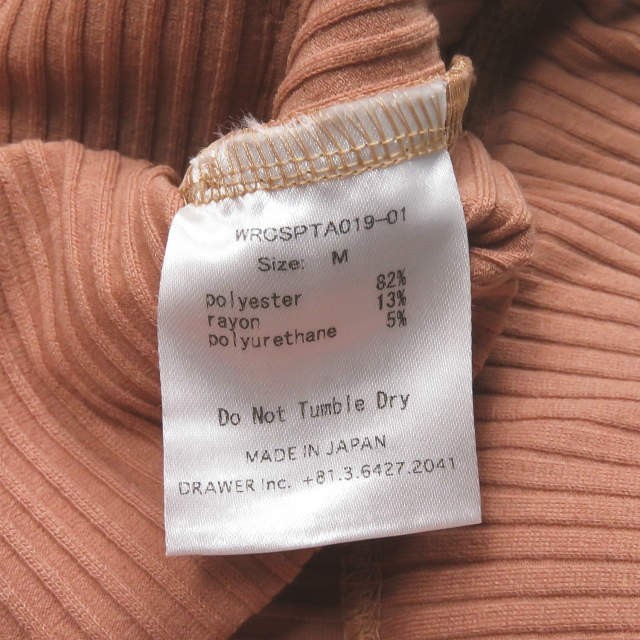 WRCSPTA019-01
Size: M
polyester 82%
rayon 13%
polyurethane 5%
Do Not Tumble Dry
MADE IN JAPAN
DRAWER Inc. +81.3.6427.2041